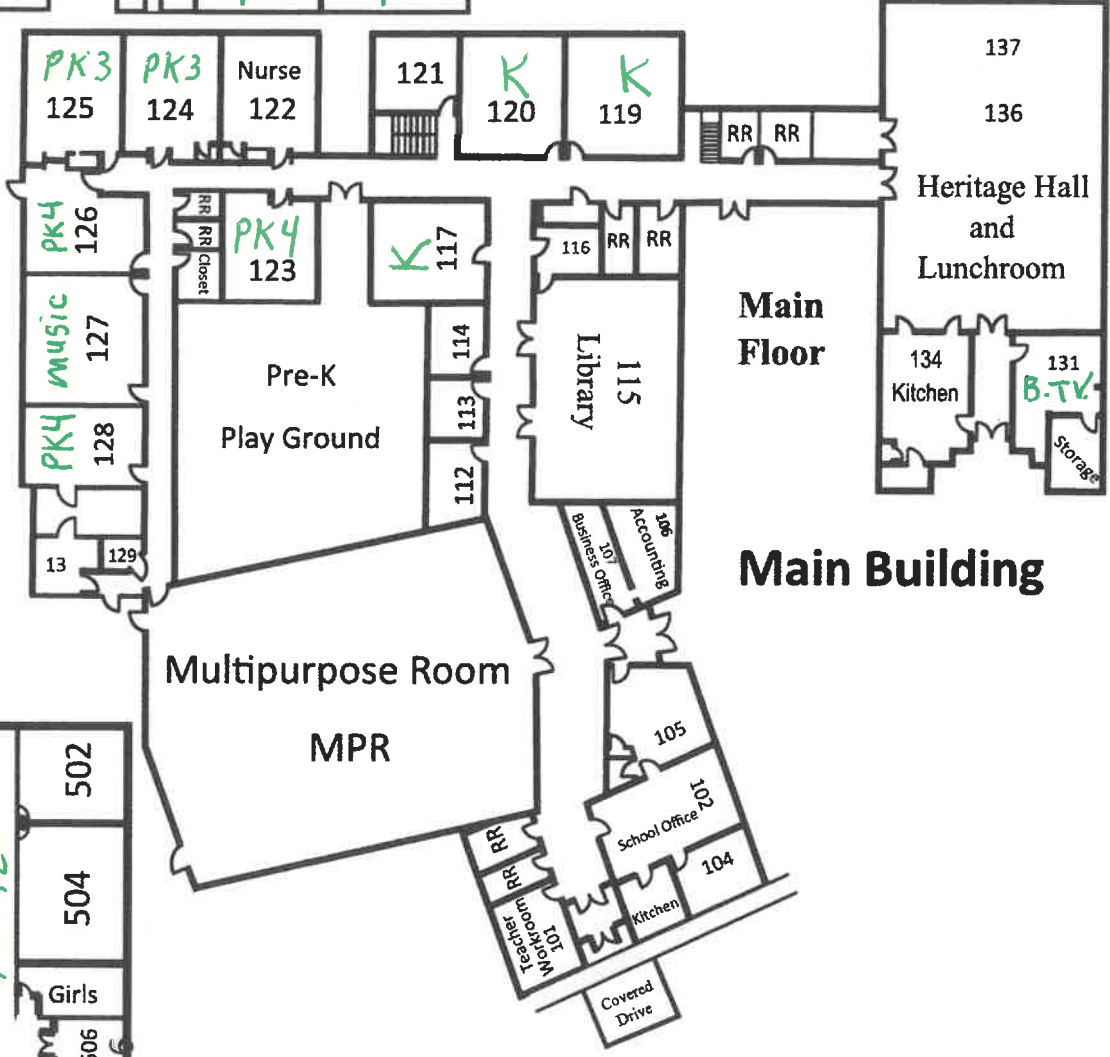 PK3
125
PK3
124
Nurse
122
121
K
120
K
119
RR
RR
137
136
Heritage Hall
and
Lunchroom
PK4
126
RR
RR
Closet
PK4
123
K
117
116
RR
RR
music
127
Pre-K
Play Ground
114
113
112
115
Library
Main
Floor
134
Kitchen
131
B.TV.
Storage
PK4
128
13
129
107
Business Office
106
Accounting
Main Building
Multipurpose Room
MPR
105
102
School Office
104
Kitchen
RR
RR
Teacher
Workroom
101
Covered
Drive
502
504
Girls